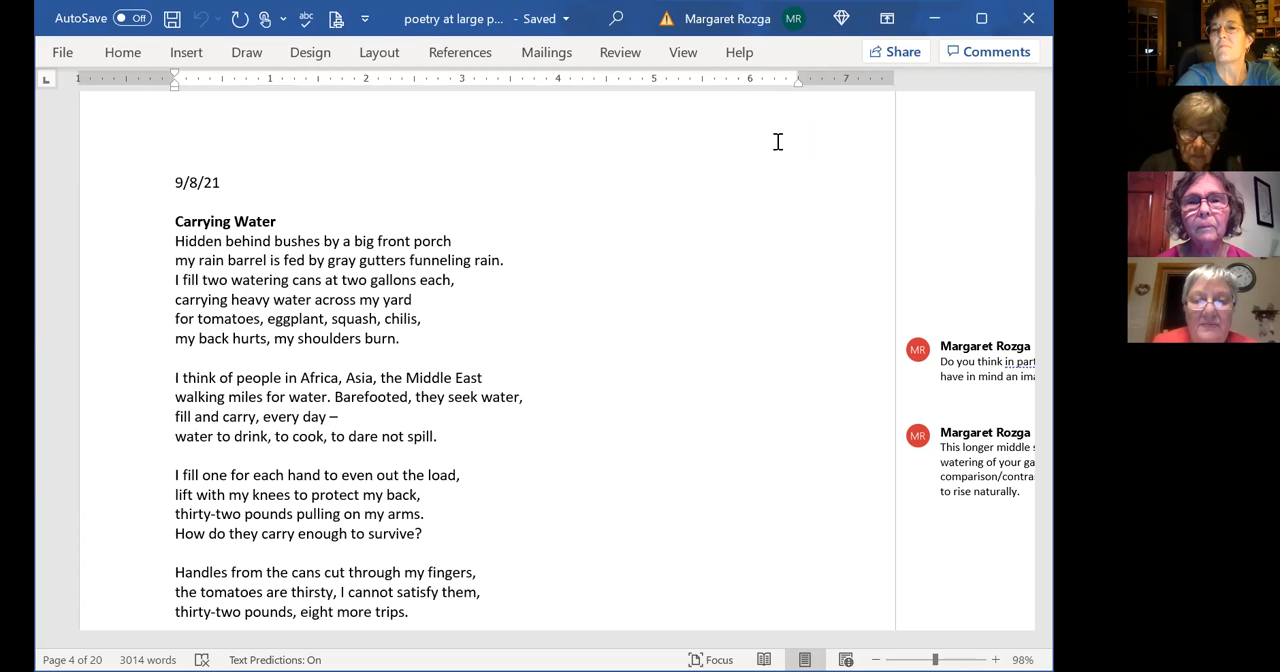 AutoSave Off
poetry at large p... - Saved
Margaret Rozga MR
File Home Insert Draw Design Layout References Mailings Review View Help Share Comments
1 1 2 3 4 5 6 7
9/8/21
Carrying Water
Hidden behind bushes by a big front porch
my rain barrel is fed by gray gutters funneling rain.
I fill two watering cans at two gallons each,
carrying heavy water across my yard
for tomatoes, eggplant, squash, chilis,
my back hurts, my shoulders burn.
I think of people in Africa, Asia, the Middle East
walking miles for water. Barefooted, they seek water,
fill and carry, every day –
water to drink, to cook, to dare not spill.
I fill one for each hand to even out the load,
lift with my knees to protect my back,
thirty-two pounds pulling on my arms.
How do they carry enough to survive?
Handles from the cans cut through my fingers,
the tomatoes are thirsty, I cannot satisfy them,
thirty-two pounds, eight more trips.
MR Margaret Rozga
Do you think in part
have in mind an ima
MR Margaret Rozga
This longer middle s
watering of your ga
comparison/contra
to rise naturally.
Page 4 of 20 3014 words Text Predictions: On Focus 98%